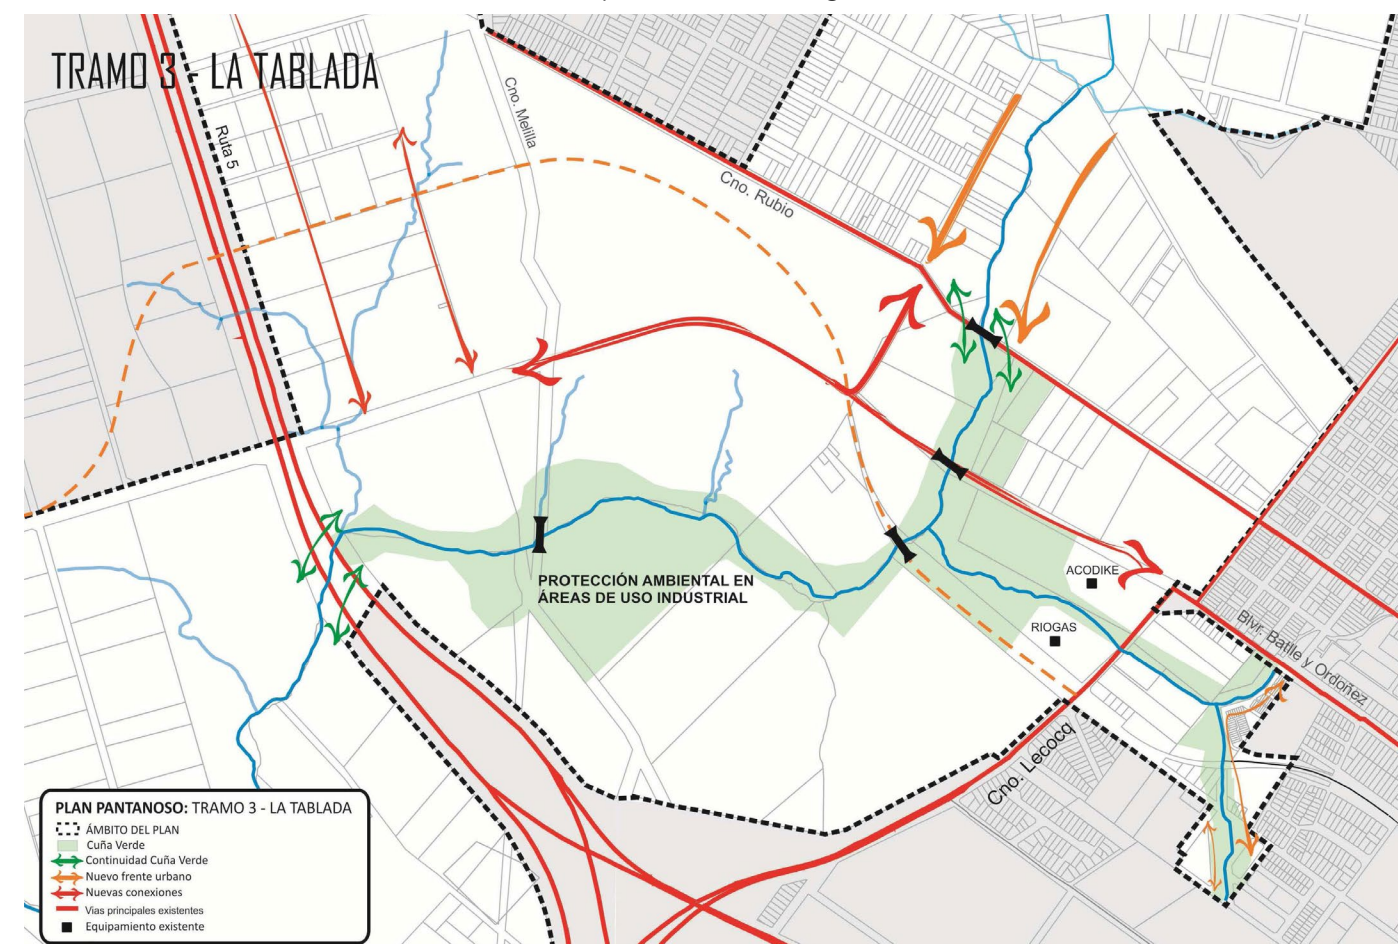 TRAMO 3 - LA TABLADA
Ruta 5
Cno. Melilla
Cno. Rubio
PROTECCIÓN AMBIENTAL EN
ÁREAS DE USO INDUSTRIAL
ACODIKE
RIOGAS
Blvr. Batlle y Ordoñez
Cno. Lecocq
PLAN PANTANOSO: TRAMO 3 - LA TABLADA
ÁMBITO DEL PLAN
Cuña Verde
Continuidad Cuña Verde
Nuevo frente urbano
Nuevas conexiones
Vias principales existentes
Equipamiento existente